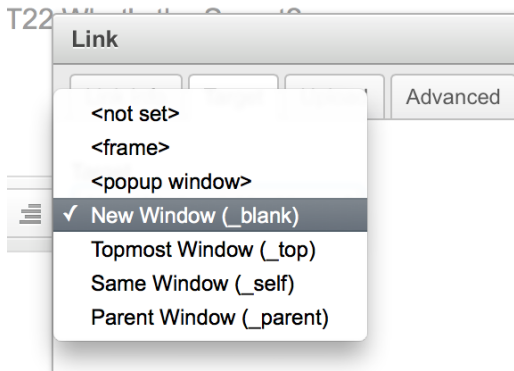 T22
Link
Advanced
<not set>
<frame>
<popup window>
✓ New Window (_blank)
Topmost Window (_top)
Same Window (_self)
Parent Window (_parent)